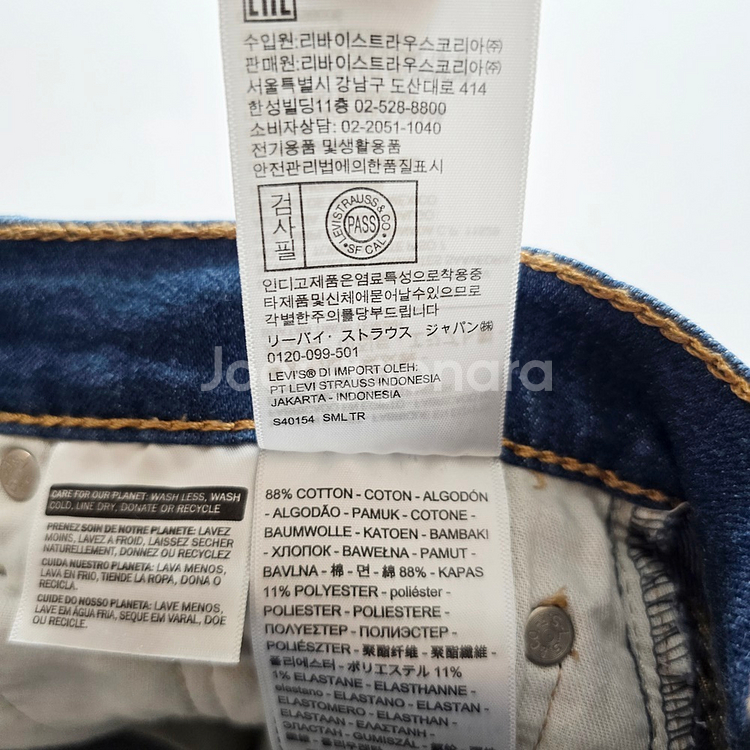 수입원:리바이스트라우스코리아㈜
판매원:리바이스트라우스코리아㈜
서울특별시 강남구 도산대로 414
한성빌딩11층 02-528-8800
소비자상담: 02-2051-1040
전기용품 및생활용품
안전관리법에의한품질표시
검사필
LEVI STRAUSS & CO
PASS
SF CAL.
인디고제품은염료특성으로착용중
타제품및신체에묻어날수있으므로
각별한주의를당부드립니다
リーバイ・ストラウス ジャパン㈱
0120-099-501
LEVI'S® DI IMPORT OLEH:
PT LEVI STRAUSS INDONESIA
JAKARTA - INDONESIA
S40154 SML TR
CARE FOR OUR PLANET: WASH LESS, WASH
COLD, LINE DRY, DONATE OR RECYCLE
PRENEZ SOIN DE NOTRE PLANETE: LAVEZ
MOINS, LAVEZ A FROID, LAISSEZ SECHER
NATURELLEMENT, DONNEZ OU RECYCLEZ
CUIDA NUESTRO PLANETA: LAVA MENOS,
LAVA EN FRIO, TIENDE LA ROPA, DONA O
RECICLA.
CUIDE DO NOSSO PLANETA: LAVE MENOS,
LAVE EM ÁGUA FRIA, SEQUE EM VARAL, DOE
OU RECICLE.
88% COTTON - COTON - ALGODÓN
- ALGODÃO - PAMUK - COTONE -
BAUMWOLLE - KATOEN - BAMBAKI
- ХЛОПОК - BAWEŁNA - PAMUT -
BAVLNA - 棉 - 면 - 綿 88% - KAPAS
11% POLYESTER - poliéster -
POLIESTER - POLIESTERE -
ΠΟΛΥΕΣΤΕΡ - ПОЛИЭСТЕР -
POLIÉSZTER - 聚酯纤维 - 聚酯纖維 -
폴리에스터 - ポリエステル 11%
1% ELASTANE - ELASTHANNE -
elastano - ELASTANO - ELASTAN -
ELASTOMERO - ELASTHAN -
ELASTAAN - ΕΛΑΣΤΑΝΗ -
ЭЛАСТАН - GUMISZÁL -